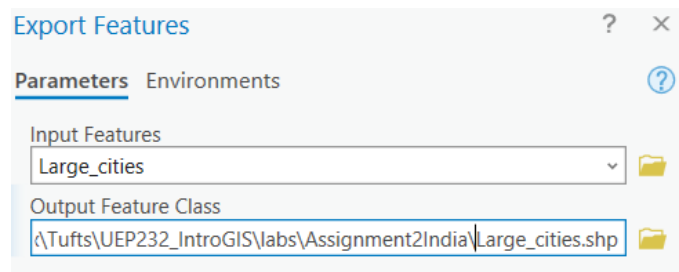 Export Features ? ×
Parameters Environments ?
Input Features
Large_cities
Output Feature Class
\Tufts\UEP232_IntroGIS\labs\Assignment2India\Large_cities.shp